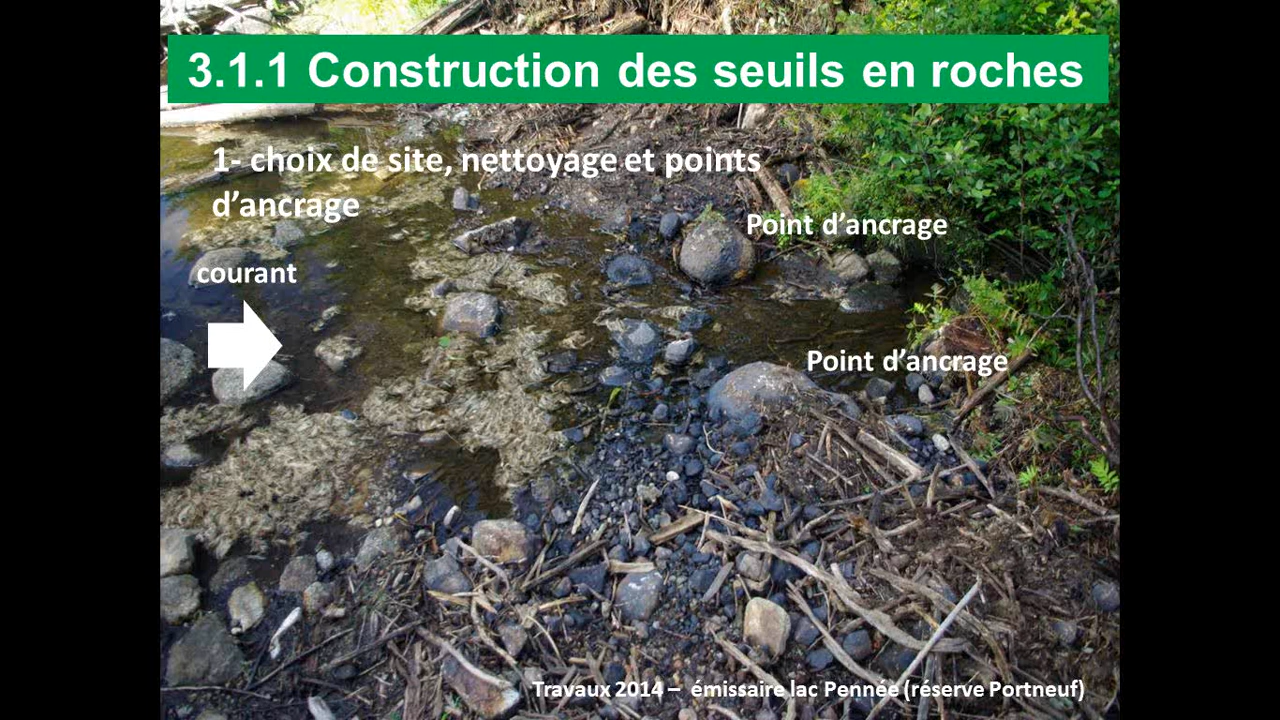 3.1.1 Construction des seuils en roches
1- choix de site, nettoyage et points
d’ancrage
Point d’ancrage
courant
Point d’ancrage
Travaux 2014 – émissaire lac Pennée (réserve Portneuf)